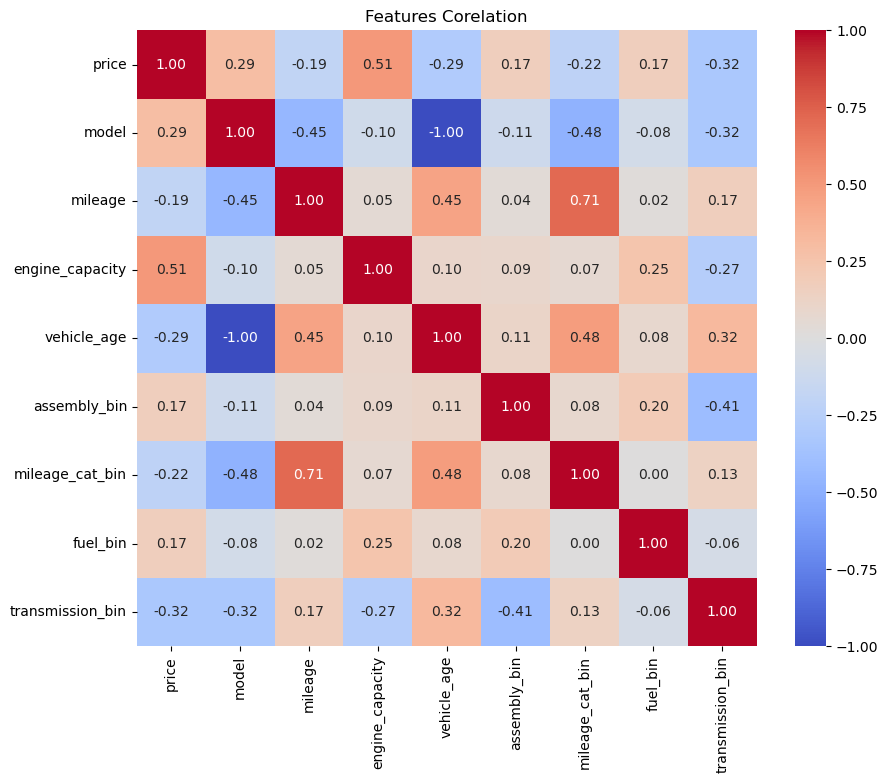 Features Corelation
price 1.00 0.29 -0.19 0.51 -0.29 0.17 -0.22 0.17 -0.32
model 0.29 1.00 -0.45 -0.10 -1.00 -0.11 -0.48 -0.08 -0.32
mileage -0.19 -0.45 1.00 0.05 0.45 0.04 0.71 0.02 0.17
engine_capacity 0.51 -0.10 0.05 1.00 0.10 0.09 0.07 0.25 -0.27
vehicle_age -0.29 -1.00 0.45 0.10 1.00 0.11 0.48 0.08 0.32
assembly_bin 0.17 -0.11 0.04 0.09 0.11 1.00 0.08 0.20 -0.41
mileage_cat_bin -0.22 -0.48 0.71 0.07 0.48 0.08 1.00 0.00 0.13
fuel_bin 0.17 -0.08 0.02 0.25 0.08 0.20 0.00 1.00 -0.06
transmission_bin -0.32 -0.32 0.17 -0.27 0.32 -0.41 0.13 -0.06 1.00
price
model
mileage
engine_capacity
vehicle_age
assembly_bin
mileage_cat_bin
fuel_bin
transmission_bin
1.00
0.75
0.50
0.25
0.00
−0.25
−0.50
−0.75
−1.00